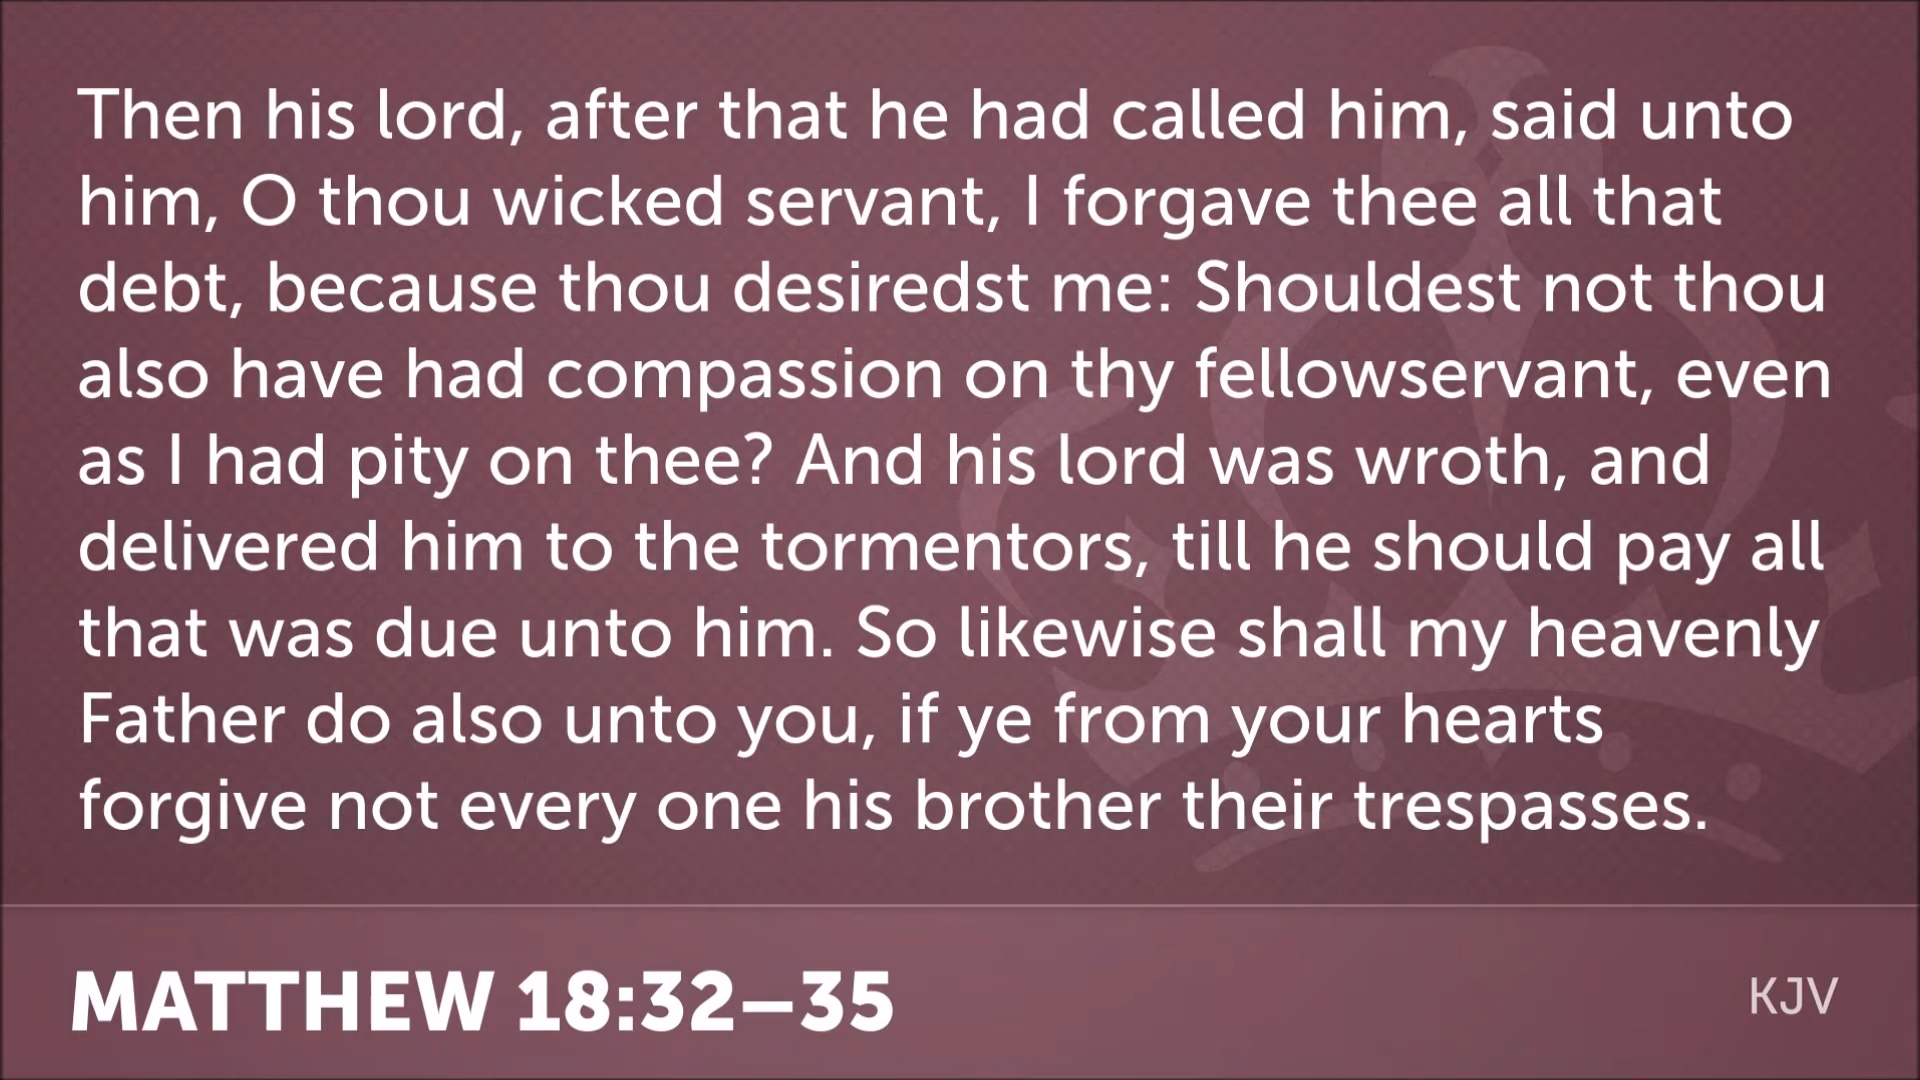 Then his lord, after that he had called him, said unto
him, O thou wicked servant, I forgave thee all that
debt, because thou desiredst me: Shouldest not thou
also have had compassion on thy fellowservant, even
as I had pity on thee? And his lord was wroth, and
delivered him to the tormentors, till he should pay all
that was due unto him. So likewise shall my heavenly
Father do also unto you, if ye from your hearts
forgive not every one his brother their trespasses.
MATTHEW 18:32–35
KJV